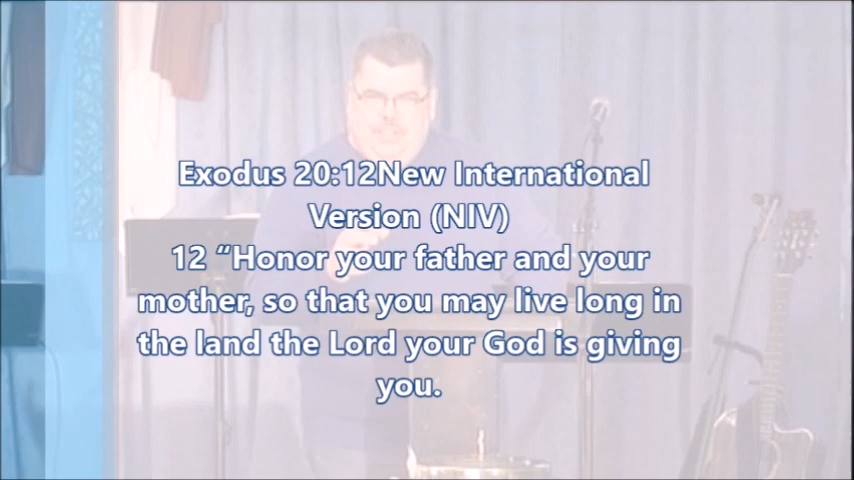 Exodus 20:12New International
Version (NIV)
12 “Honor your father and your
mother, so that you may live long in
the land the Lord your God is giving
you.